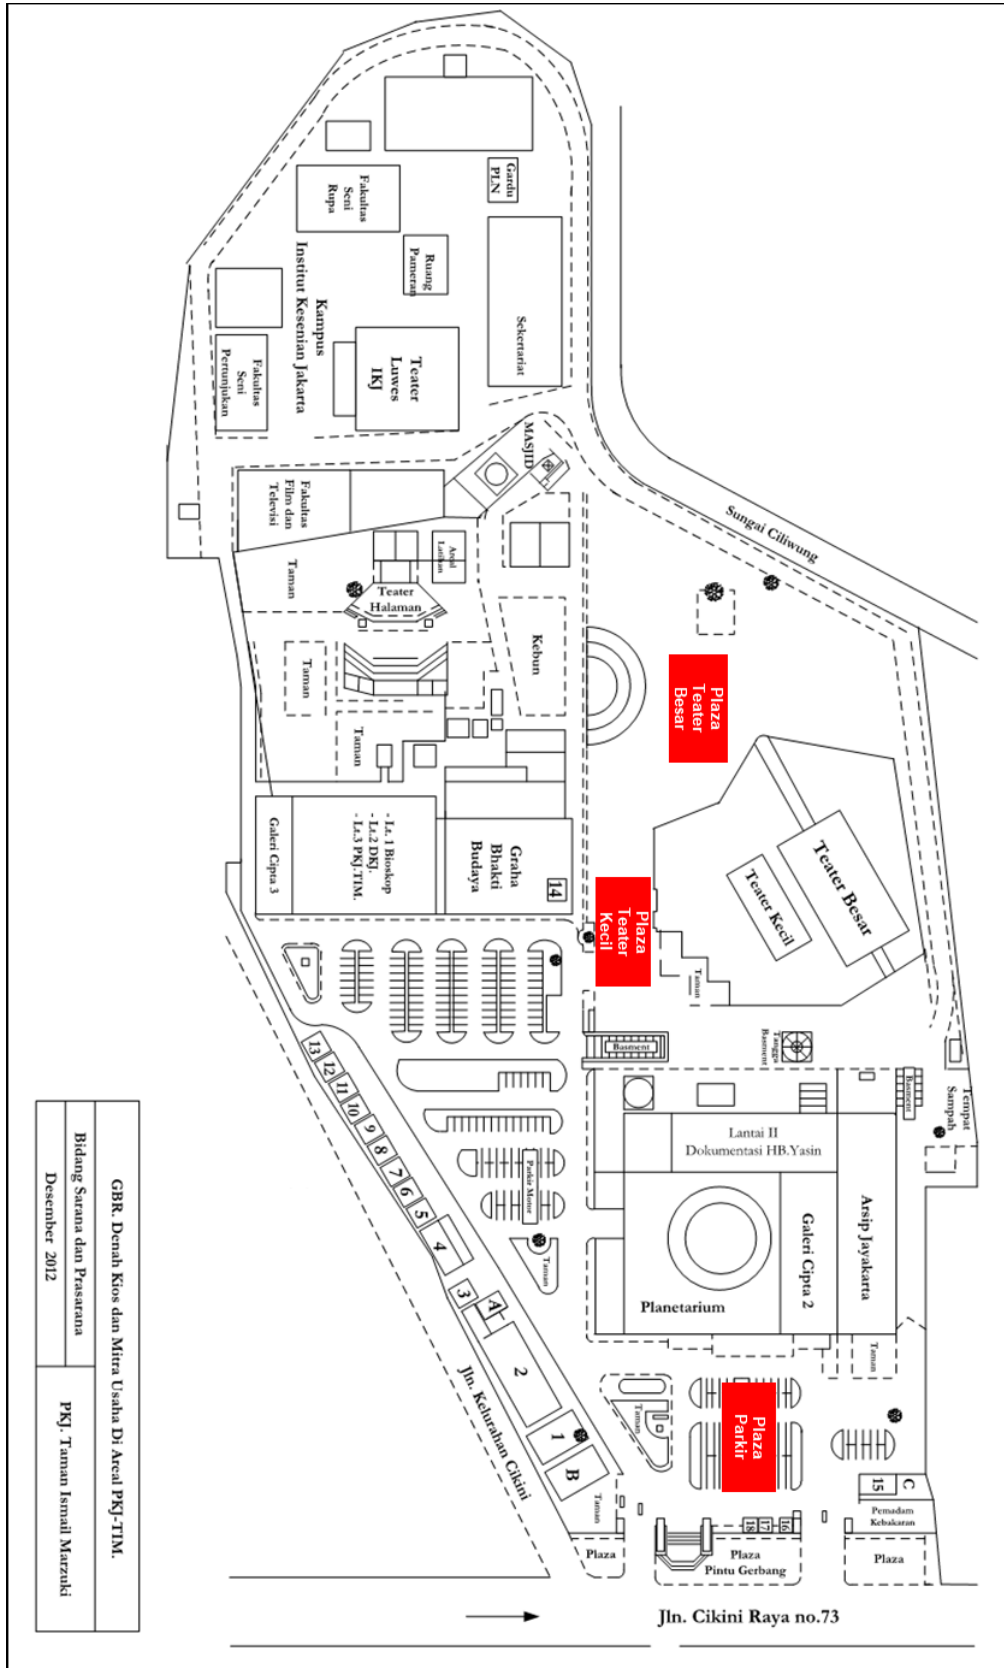 Gardu
PLN
Fakultas
Seni
Rupa
Ruang
Pameran
Sekertariat
Kampus
Institut Kesenian Jakarta
Teater
Luwes
IKJ
Fakultas
Seni
Pertunjukan
MASJID
Fakultas
Film dan
Televisi
Areal
Latihan
Sungai Ciliwung
Taman
Teater
Halaman
Kebun
Taman
Taman
Plaza
Teater
Besar
Galeri Cipta 3
- Lt. 1 Bioskop
- Lt.2 DKJ.
- Lt.3 PKJ.TIM.
Graha
Bhakti
Budaya
14
Teater Besar
Teater Kecil
Plaza
Teater
Kecil
Taman
Basment
Tangga
Basment
Basment
Tempat
Sampah
13
12
11
10
9
8
7
6
5
4
3
A
2
1
B
Parkir Motor
Taman
Lantai II
Dokumentasi HB.Yasin
Planetarium
Galeri Cipta 2
Arsip Jayakarta
Taman
Taman
Plaza
Parkir
Jln. Kelurahan Cikini
Taman
C
15
Pemadam
Kebakaran
18
17
16
Plaza
Plaza
Pintu Gerbang
Plaza
Jln. Cikini Raya no.73
GBR. Denah Kios dan Mitra Usaha Di Areal PKJ-TIM.
Bidang Sarana dan Prasarana
Desember 2012
PKJ. Taman Ismail Marzuki